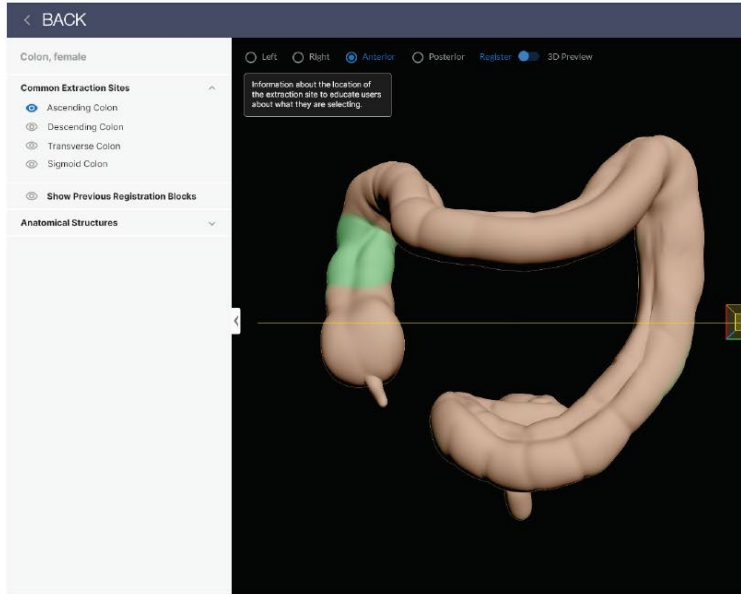 BACK
Colon, female
Left Right Anterior Posterior Register 3D Preview
Information about the location of
the extraction site to educate users
about what they are selecting.
Common Extraction Sites
Ascending Colon
Descending Colon
Transverse Colon
Sigmoid Colon
Show Previous Registration Blocks
Anatomical Structures